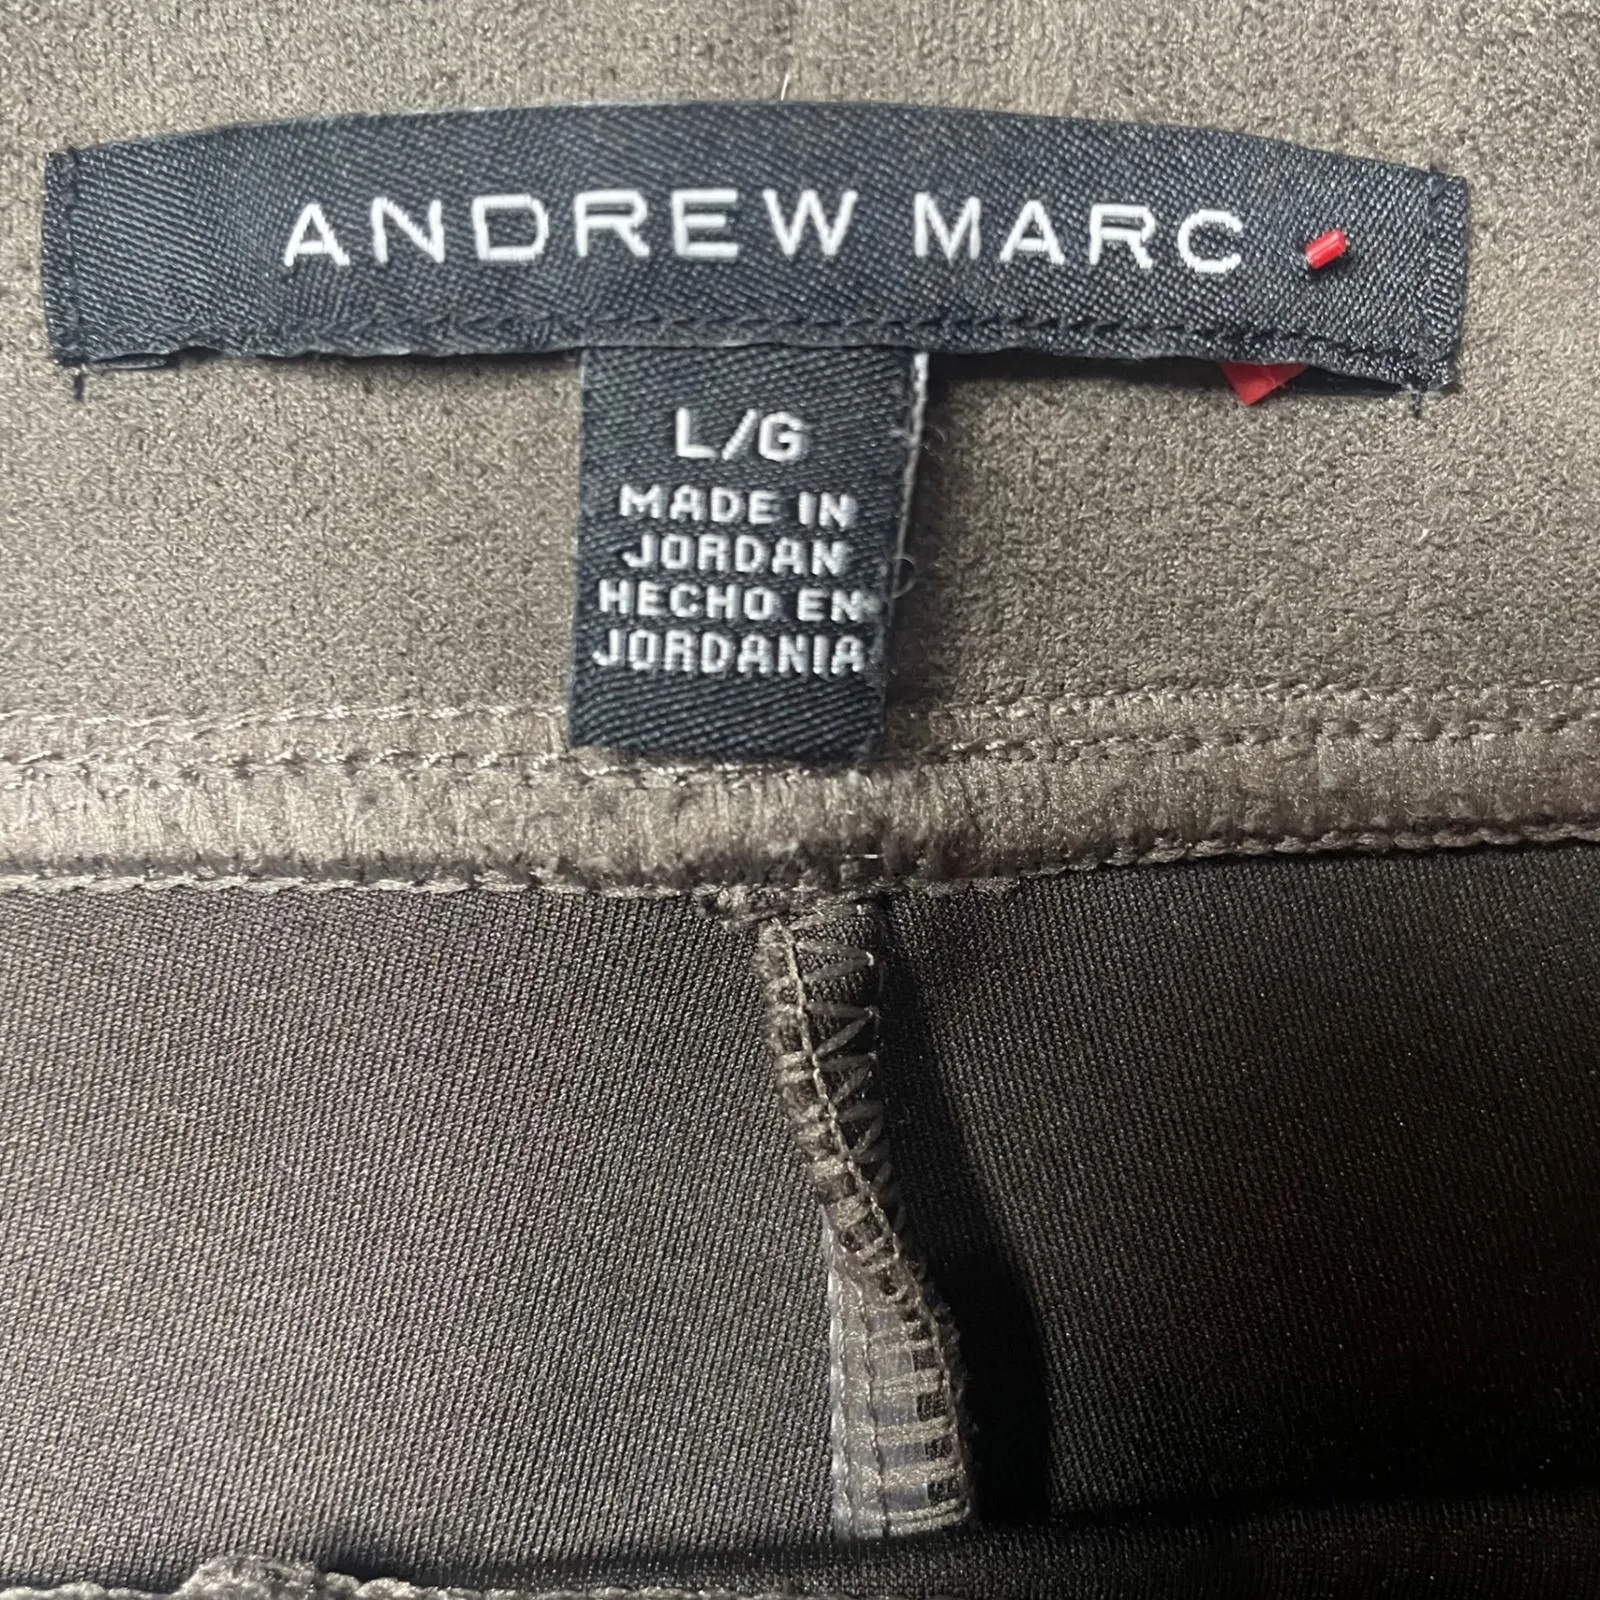 ANDREW MARC
L/G
MADE IN
JORDAN
HECHO EN
JORDANIA